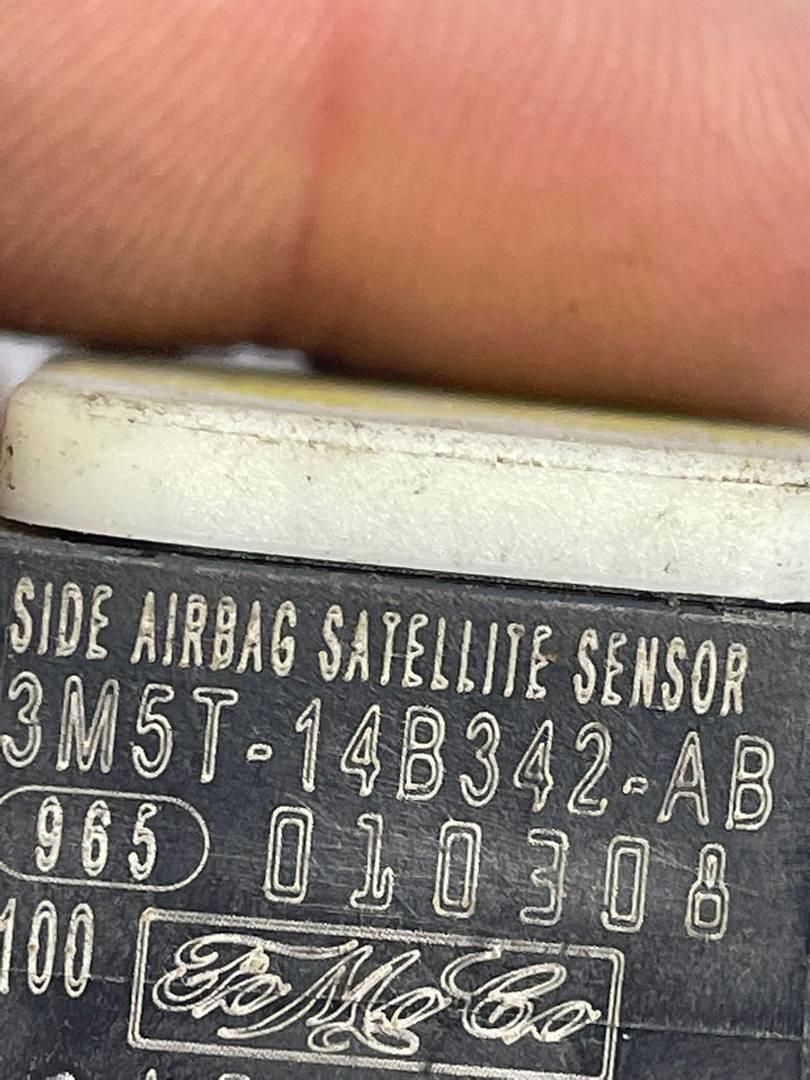 SIDE AIRBAG SATELLITE SENSOR
3M5T-14B342-AB
965 010308
100 FoMoCo